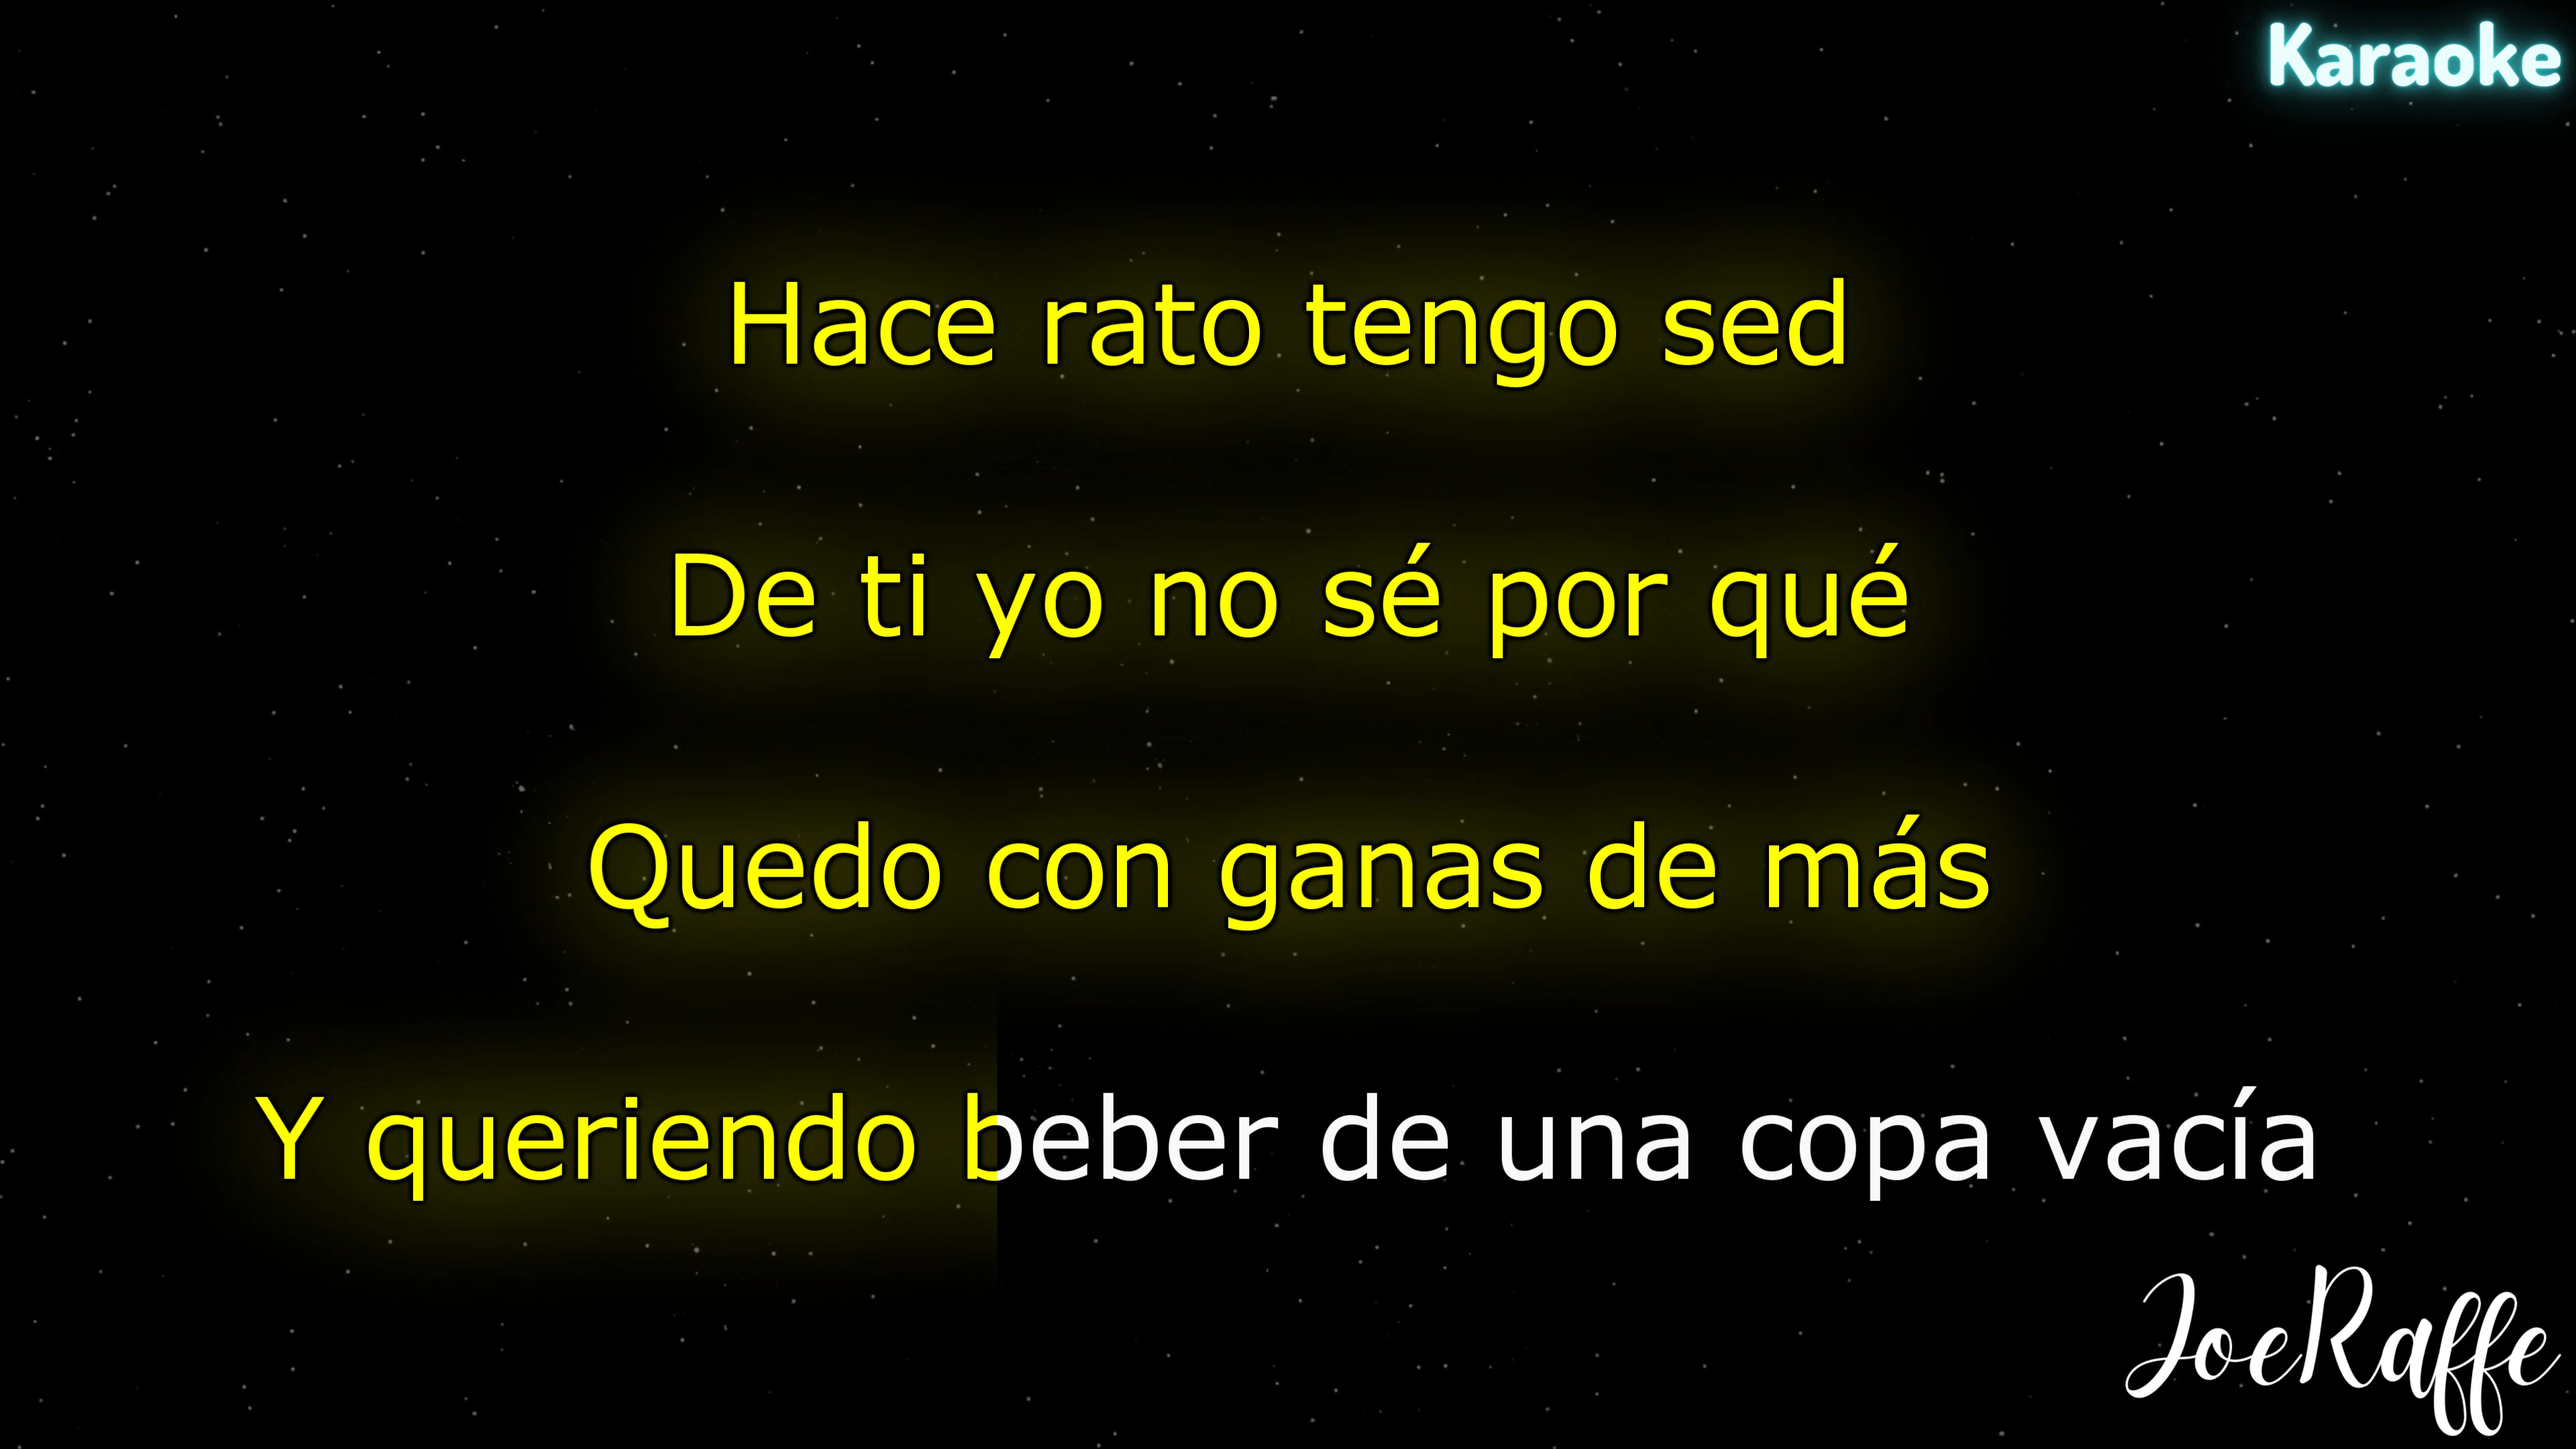 Karaoke
Hace rato tengo sed
De ti yo no sé por qué
Quedo con ganas de más
Y queriendo beber de una copa vacía
JoeRaffe